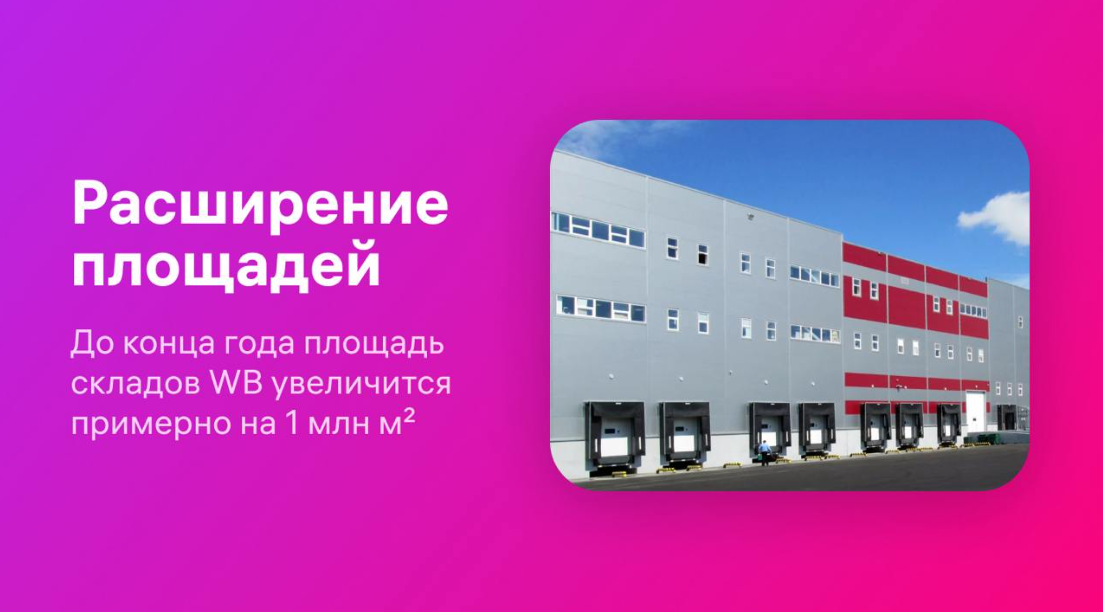 Расширение
площадей
До конца года площадь
складов WB увеличится
примерно на 1 млн м²